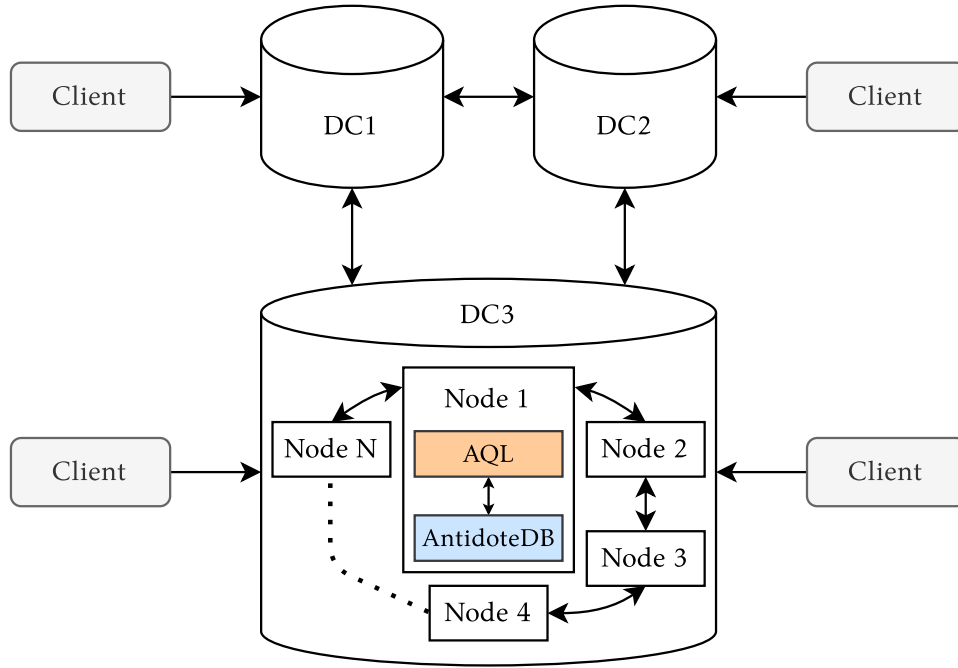 Client
DC1
DC2
Client
DC3
Node 1
Node N
AQL
Node 2
Client
Client
AntidoteDB
Node 3
Node 4